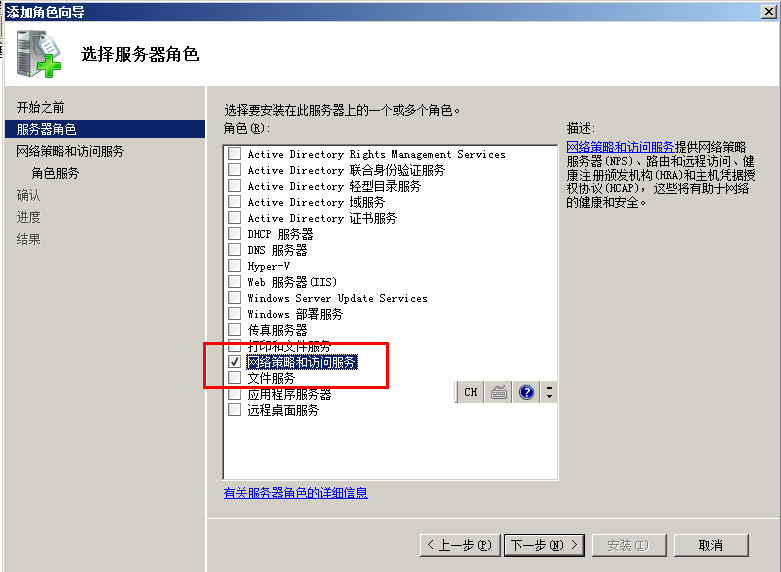 添加角色向导
选择服务器角色
开始之前
服务器角色
网络策略和访问服务
角色服务
确认
进度
结果
选择要安装在此服务器上的一个或多个角色。
角色(R):
Active Directory Rights Management Services
Active Directory 联合身份验证服务
Active Directory 轻型目录服务
Active Directory 域服务
Active Directory 证书服务
DHCP 服务器
DNS 服务器
Hyper-V
Web 服务器(IIS)
Windows Server Update Services
Windows 部署服务
传真服务器
打印和文件服务
网络策略和访问服务
文件服务
应用程序服务器
远程桌面服务
有关服务器角色的详细信息
描述:
网络策略和访问服务提供网络策略
服务器(NPS)、路由和远程访问、健
康注册颁发机构(HRA)和主机凭据授
权协议(HCAP)，这些将有助于网络
的健康和安全。
CH
< 上一步(P)
下一步(N) >
安装(I)
取消